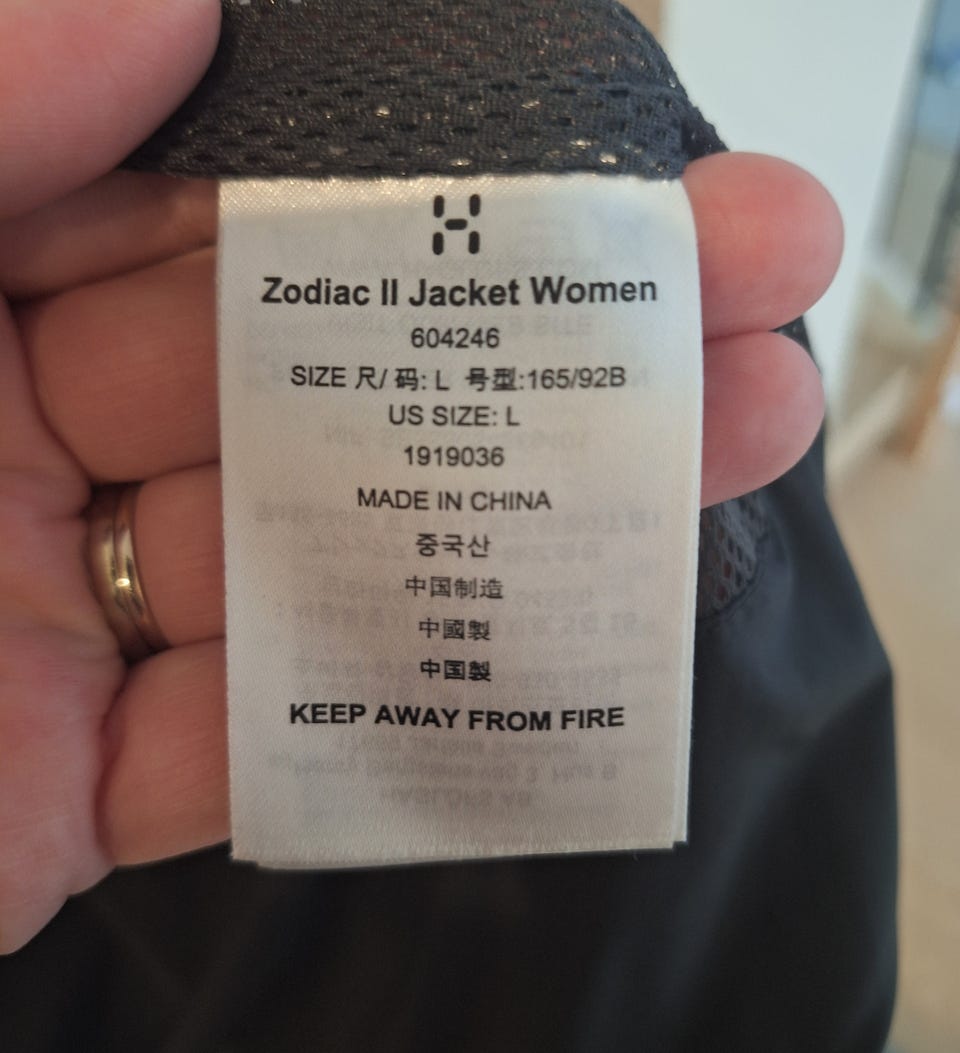 Zodiac II Jacket Women
604246
SIZE 尺/ 码: L 号型:165/92B
US SIZE: L
1919036
MADE IN CHINA
중국산
中国制造
中國製
中国製
KEEP AWAY FROM FIRE